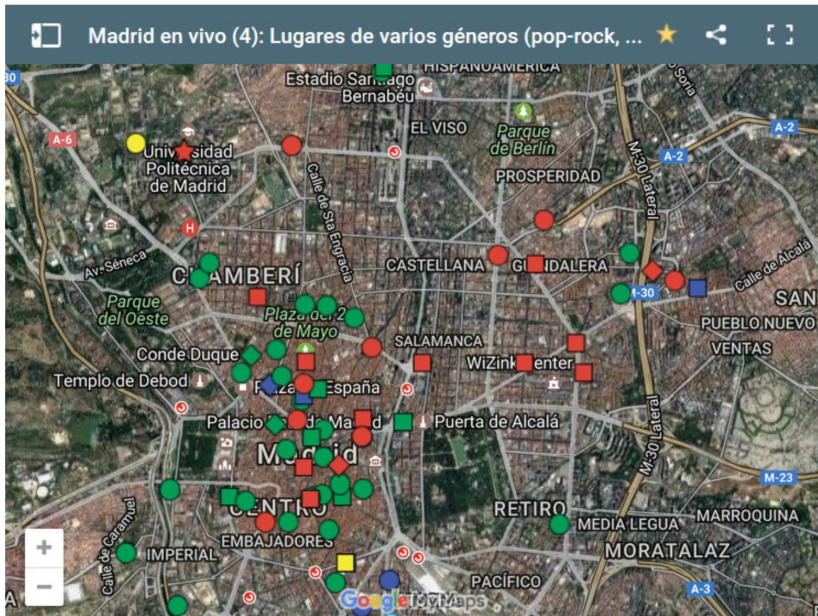 Madrid en vivo (4): Lugares de varios géneros (pop-rock, ...
30
HISPANOAMÉRICA
Estadio Santiago
Bernabéu
EL VISO
Parque
de Berlín
A-2
A-6
Universidad
Politécnica
de Madrid
A-2
M-30 Lateral
PROSPERIDAD
Calle de Sta Engracia
H
Av. Séneca
CHAMBERÍ
CASTELLANA
GUINDALERA
Calle de Alcalá
M-30
SAN
Parque
del Oeste
Plaza del 2
de Mayo
PUEBLO NUEVO
SALAMANCA
VENTAS
Conde Duque
WiZink Center
Templo de Debod
Plaza de España
Palacio Real de Madrid
Puerta de Alcalá
M-30 Lateral
Madrid
M-23
CENTRO
RETIRO
MARROQUINA
MEDIA LEGUA
Calle de Caramuel
EMBAJADORES
IMPERIAL
MORATALAZ
PACÍFICO
A-3
+
−
Google My Maps